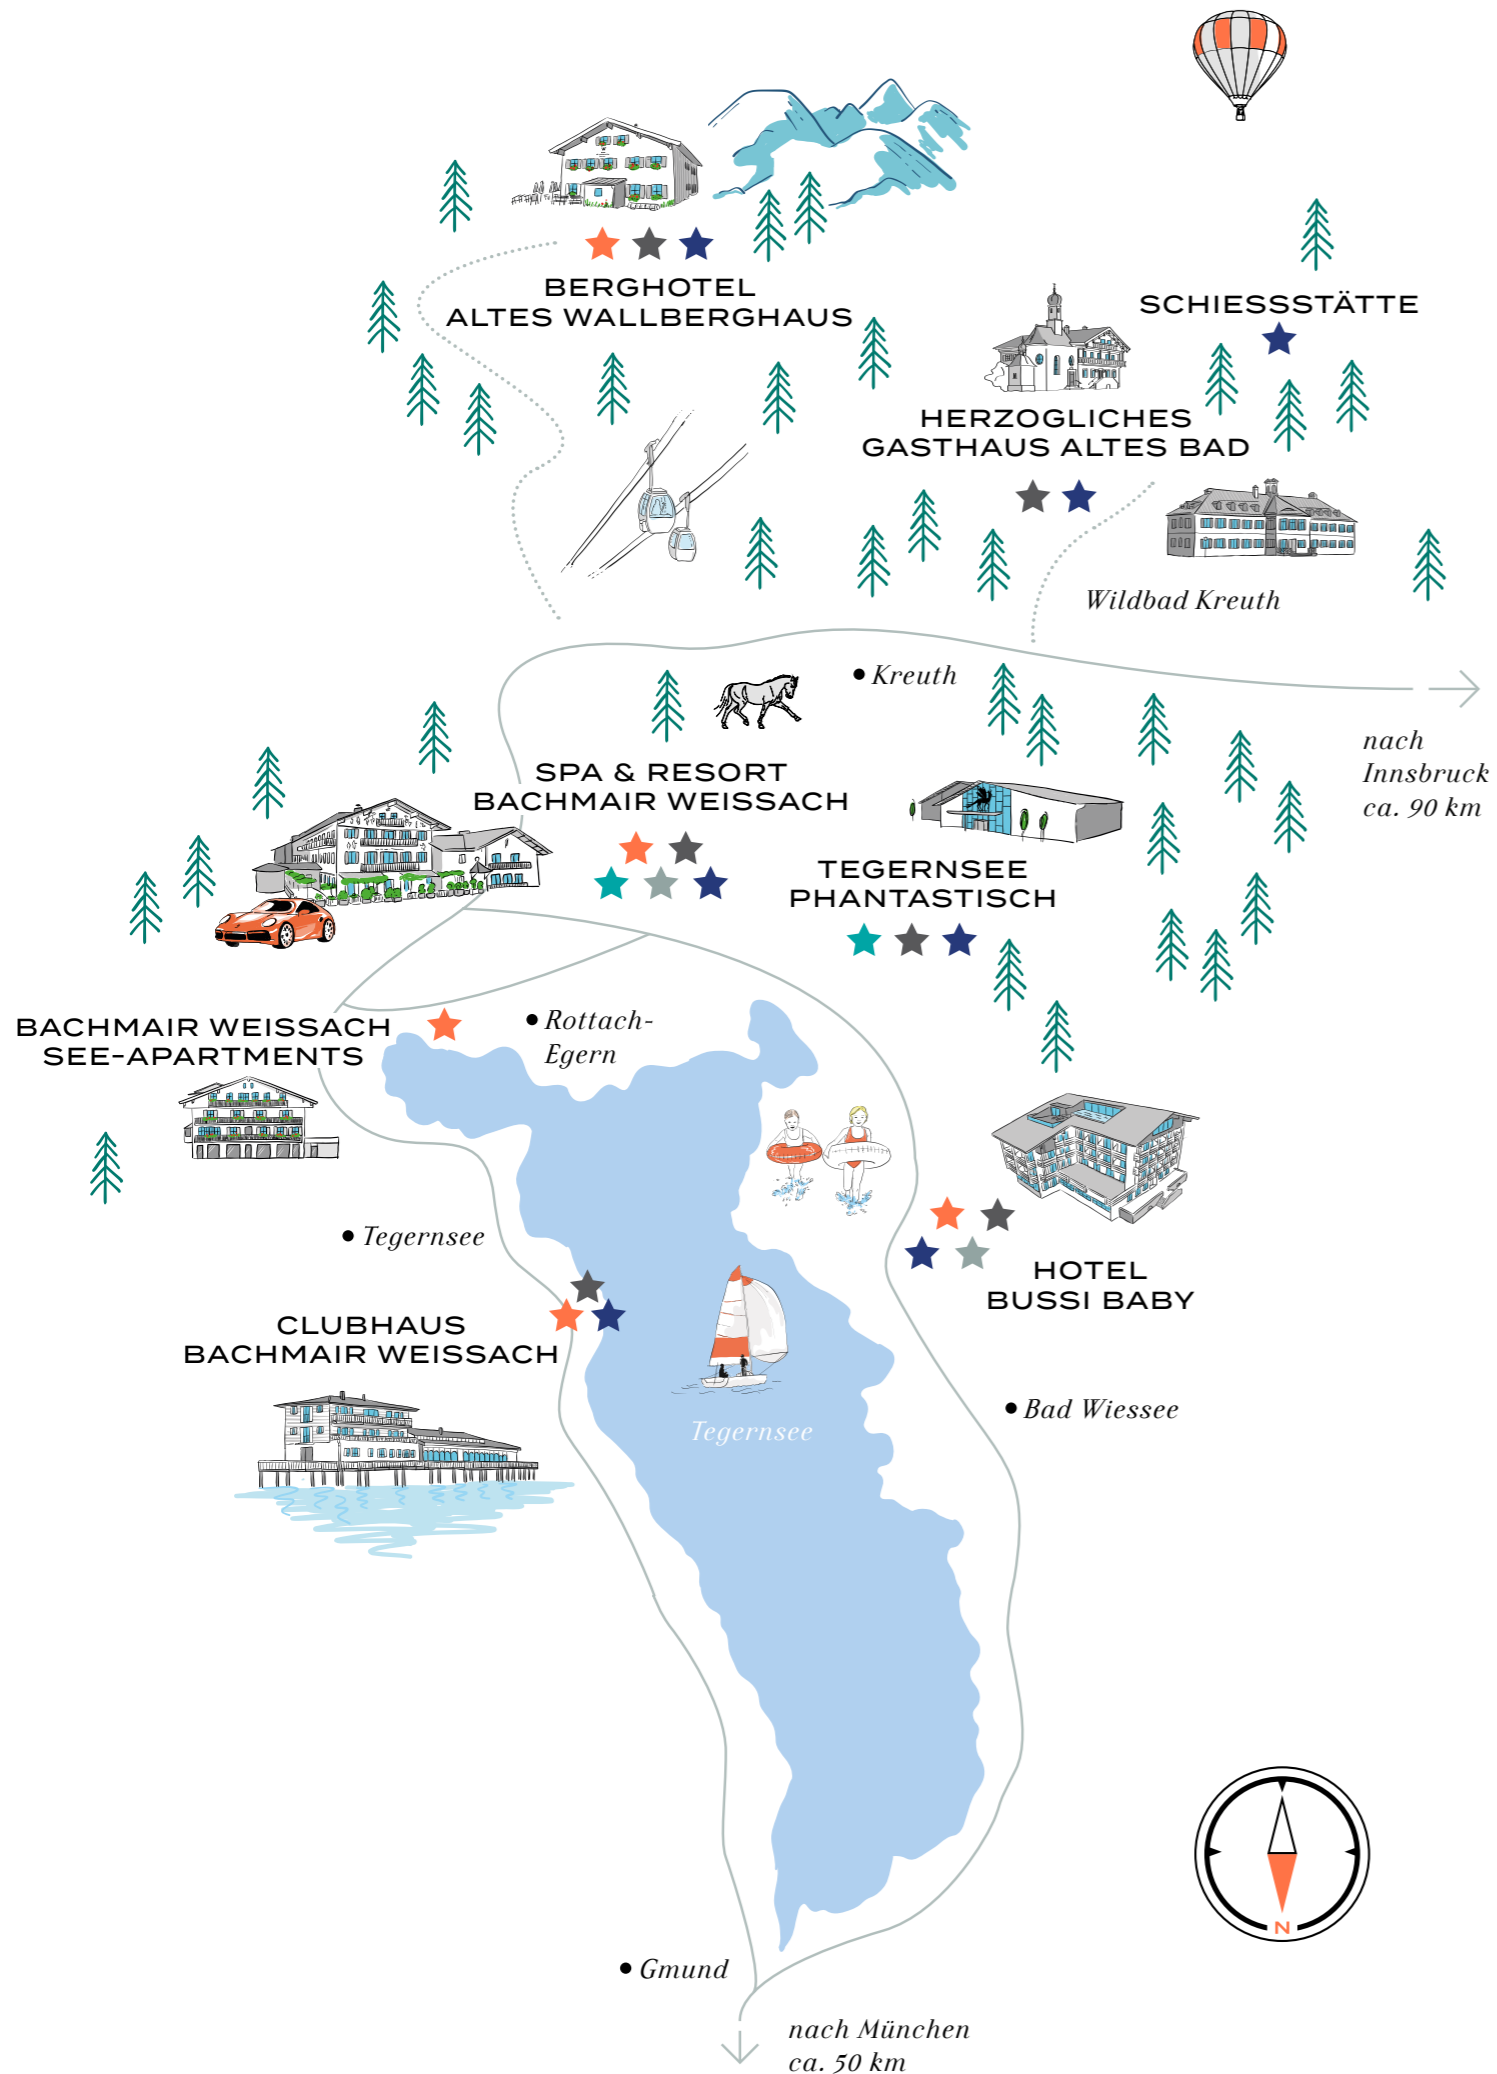 BERGHOTEL
ALTES WALLBERGHAUS
SCHIESSSTÄTTE
HERZOGLICHES
GASTHAUS ALTES BAD
Wildbad Kreuth
Kreuth
nach
Innsbruck
ca. 90 km
SPA & RESORT
BACHMAIR WEISSACH
TEGERNSEE
PHANTASTISCH
BACHMAIR WEISSACH
SEE-APARTMENTS
Rottach-
Egern
Tegernsee
HOTEL
BUSSI BABY
CLUBHAUS
BACHMAIR WEISSACH
Bad Wiessee
Tegernsee
N
Gmund
nach München
ca. 50 km